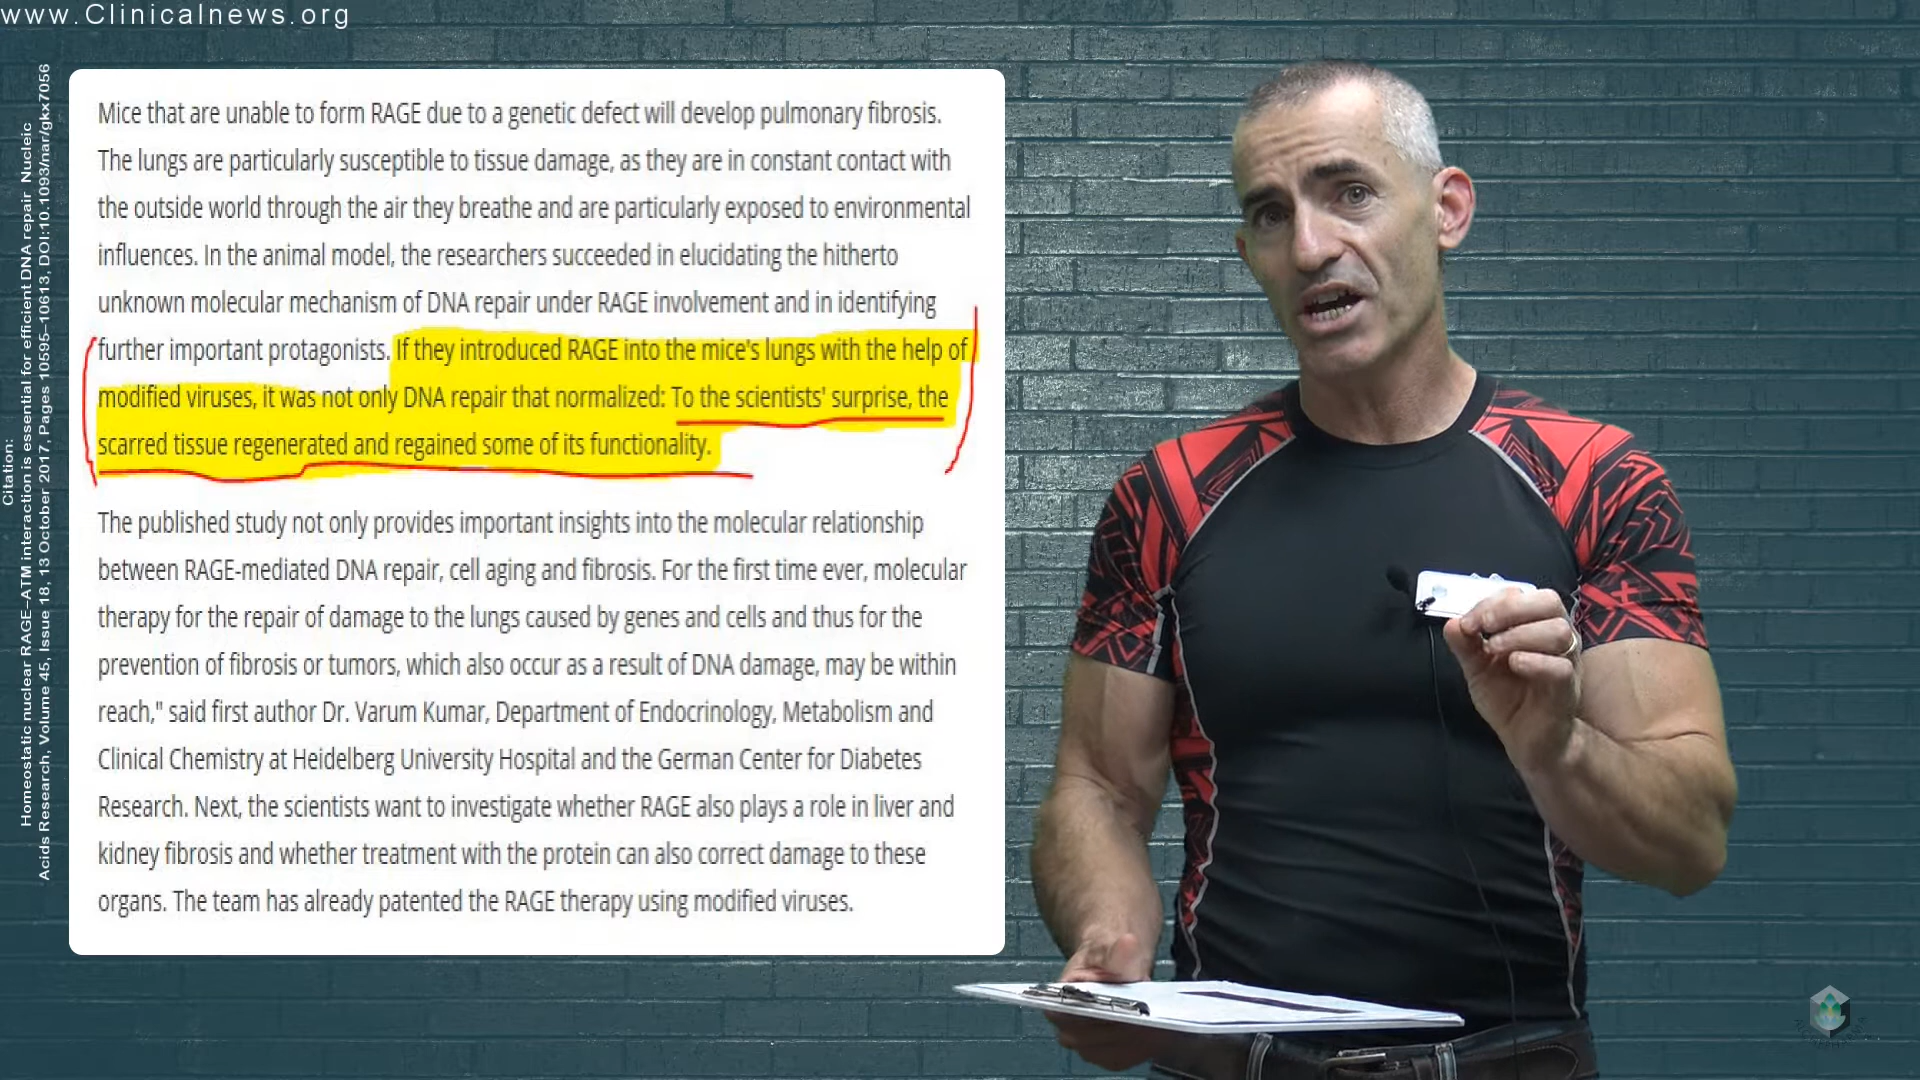 www.Clinicalnews.org
Citation:
Homeostatic nuclear RAGE–ATM interaction is essential for efficient DNA repair Nucleic
Acids Research, Volume 45, Issue 18, 13 October 2017, Pages 10595–10613, DOI:10.1093/nar/gkx7056
Mice that are unable to form RAGE due to a genetic defect will develop pulmonary fibrosis.
The lungs are particularly susceptible to tissue damage, as they are in constant contact with
the outside world through the air they breathe and are particularly exposed to environmental
influences. In the animal model, the researchers succeeded in elucidating the hitherto
unknown molecular mechanism of DNA repair under RAGE involvement and in identifying
further important protagonists. If they introduced RAGE into the mice's lungs with the help of
modified viruses, it was not only DNA repair that normalized: To the scientists' surprise, the
scarred tissue regenerated and regained some of its functionality.
The published study not only provides important insights into the molecular relationship
between RAGE-mediated DNA repair, cell aging and fibrosis. For the first time ever, molecular
therapy for the repair of damage to the lungs caused by genes and cells and thus for the
prevention of fibrosis or tumors, which also occur as a result of DNA damage, may be within
reach," said first author Dr. Varum Kumar, Department of Endocrinology, Metabolism and
Clinical Chemistry at Heidelberg University Hospital and the German Center for Diabetes
Research. Next, the scientists want to investigate whether RAGE also plays a role in liver and
kidney fibrosis and whether treatment with the protein can also correct damage to these
organs. The team has already patented the RAGE therapy using modified viruses.